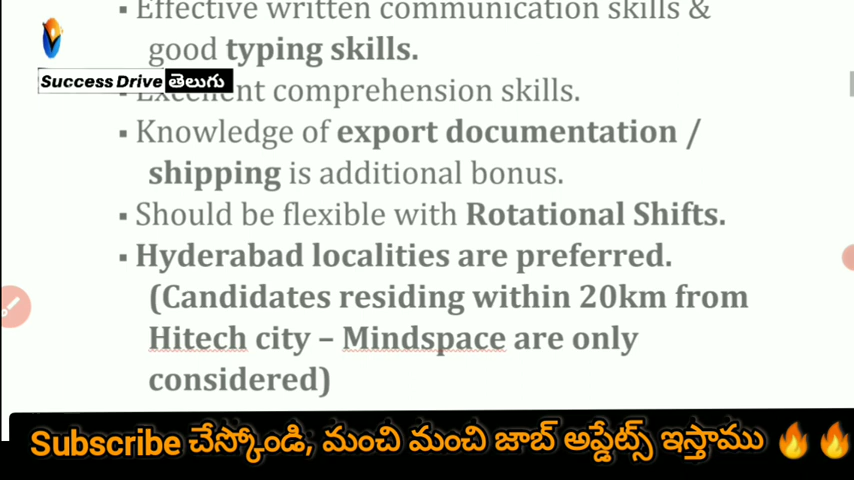 ▪ Effective written communication skills &
good typing skills.
Success Drive తెలుగు
▪ Excellent comprehension skills.
▪ Knowledge of export documentation /
shipping is additional bonus.
▪ Should be flexible with Rotational Shifts.
▪ Hyderabad localities are preferred.
(Candidates residing within 20km from
Hitech city – Mindspace are only
considered)
Subscribe చేస్కోండి, మంచి మంచి జాబ్ అప్డేట్స్ ఇస్తాము 🔥🔥